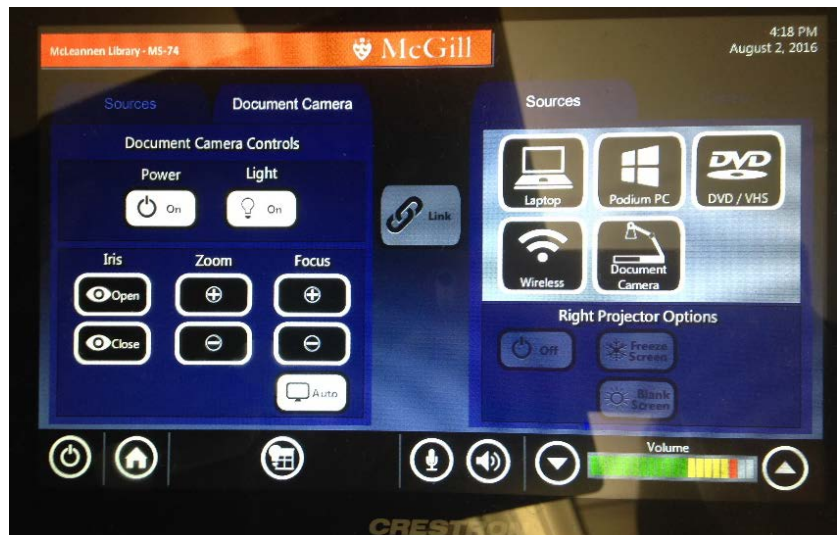 McLeannen Library - MS-74
McGill
4:18 PM
August 2, 2016
Sources
Document Camera
Document Camera Controls
Power
Light
On
On
Iris
Zoom
Focus
Open
Close
Auto
Link
Sources
Laptop
Podium PC
DVD
DVD / VHS
Wireless
Document
Camera
Right Projector Options
Off
Freeze
Screen
Blank
Screen
Volume
CRESTRON